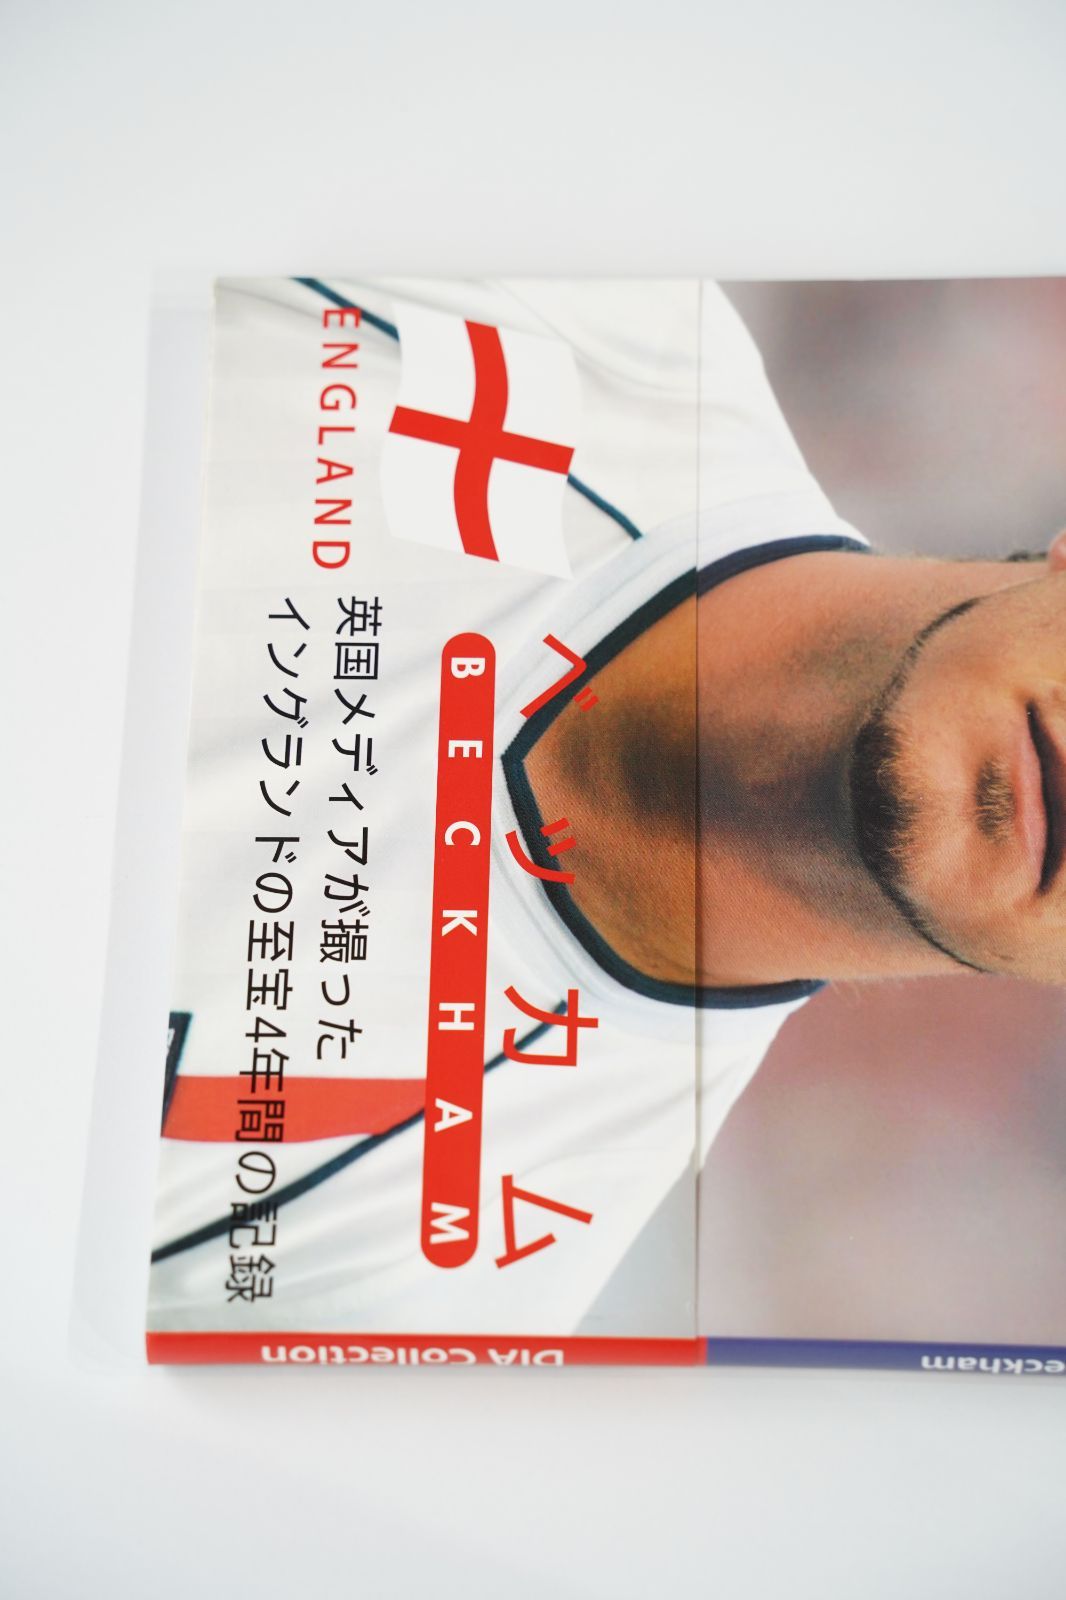 ENGLAND
ベッカム
BECKHAM
英国メディアが撮った
イングランドの至宝4年間の記録
DIA Collection
eckham